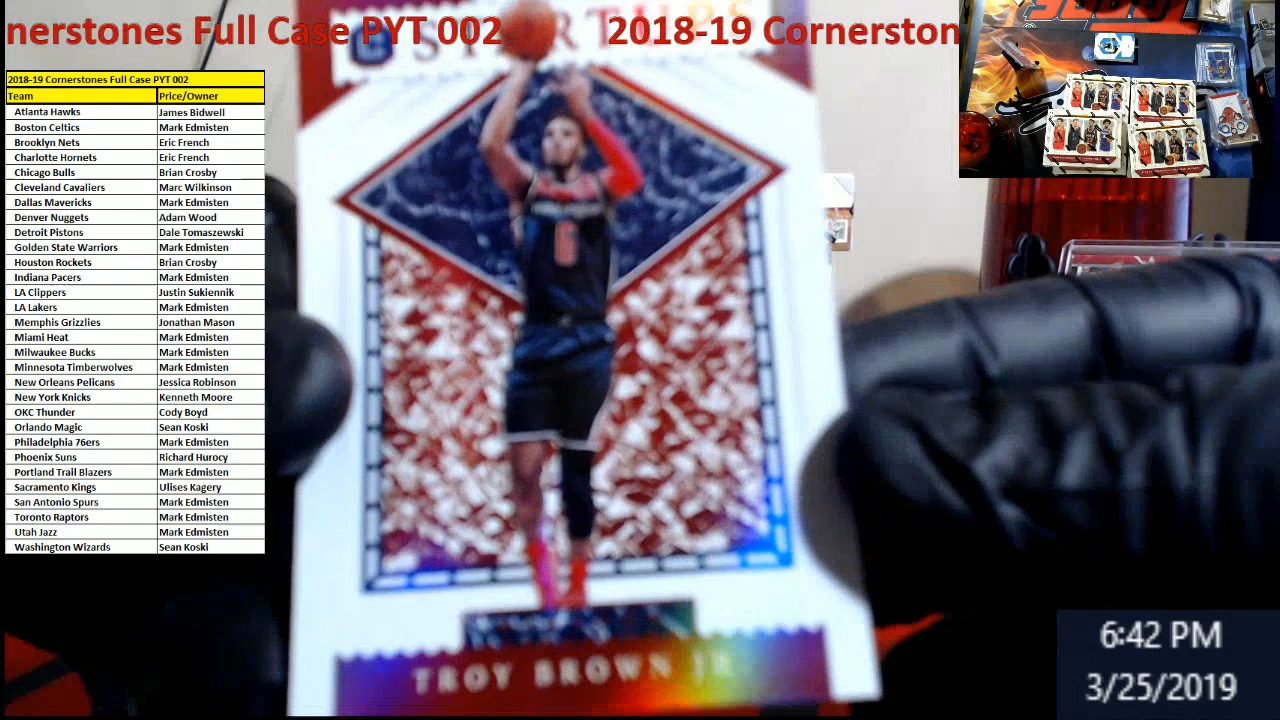 nerstones Full Case PYT 002 2018-19 Cornerston
2018-19 Cornerstones Full Case PYT 002
Team Price/Owner
Atlanta Hawks James Bidwell
Boston Celtics Mark Edmisten
Brooklyn Nets Eric French
Charlotte Hornets Eric French
Chicago Bulls Brian Crosby
Cleveland Cavaliers Marc Wilkinson
Dallas Mavericks Mark Edmisten
Denver Nuggets Adam Wood
Detroit Pistons Dale Tomaszewski
Golden State Warriors Mark Edmisten
Houston Rockets Brian Crosby
Indiana Pacers Mark Edmisten
LA Clippers Justin Sukiennik
LA Lakers Mark Edmisten
Memphis Grizzlies Jonathan Mason
Miami Heat Mark Edmisten
Milwaukee Bucks Mark Edmisten
Minnesota Timberwolves Mark Edmisten
New Orleans Pelicans Jessica Robinson
New York Knicks Kenneth Moore
OKC Thunder Cody Boyd
Orlando Magic Sean Koski
Philadelphia 76ers Mark Edmisten
Phoenix Suns Richard Hurocy
Portland Trail Blazers Mark Edmisten
Sacramento Kings Ulises Kagery
San Antonio Spurs Mark Edmisten
Toronto Raptors Mark Edmisten
Utah Jazz Mark Edmisten
Washington Wizards Sean Koski
TROY BROWN JR.
6:42 PM
3/25/2019